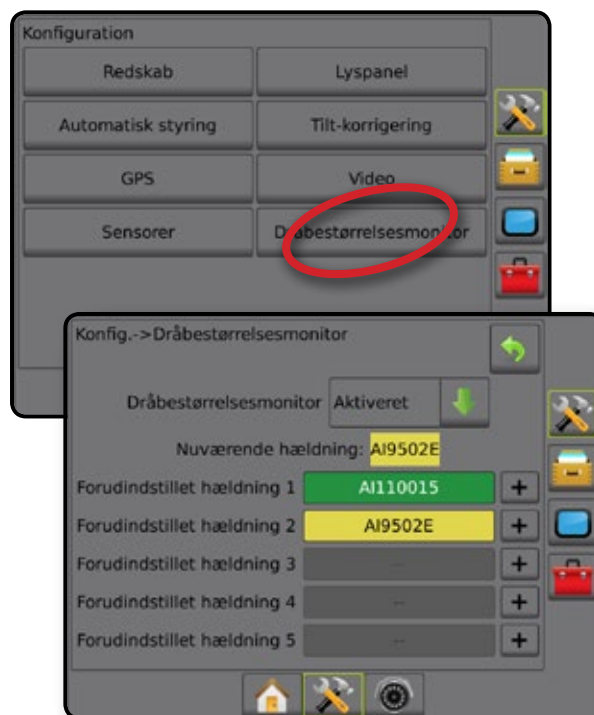 Konfiguration
Redskab
Lyspanel
Automatisk styring
Tilt-korrigering
GPS
Video
Sensorer
Dråbestørrelsesmonitor
Konfig.->Dråbestørrelsesmonitor
Dråbestørrelsesmonitor Aktiveret
Nuværende hældning: AI9502E
Forudindstillet hældning 1 AI110015 +
Forudindstillet hældning 2 AI9502E +
Forudindstillet hældning 3 -- +
Forudindstillet hældning 4 -- +
Forudindstillet hældning 5 -- +